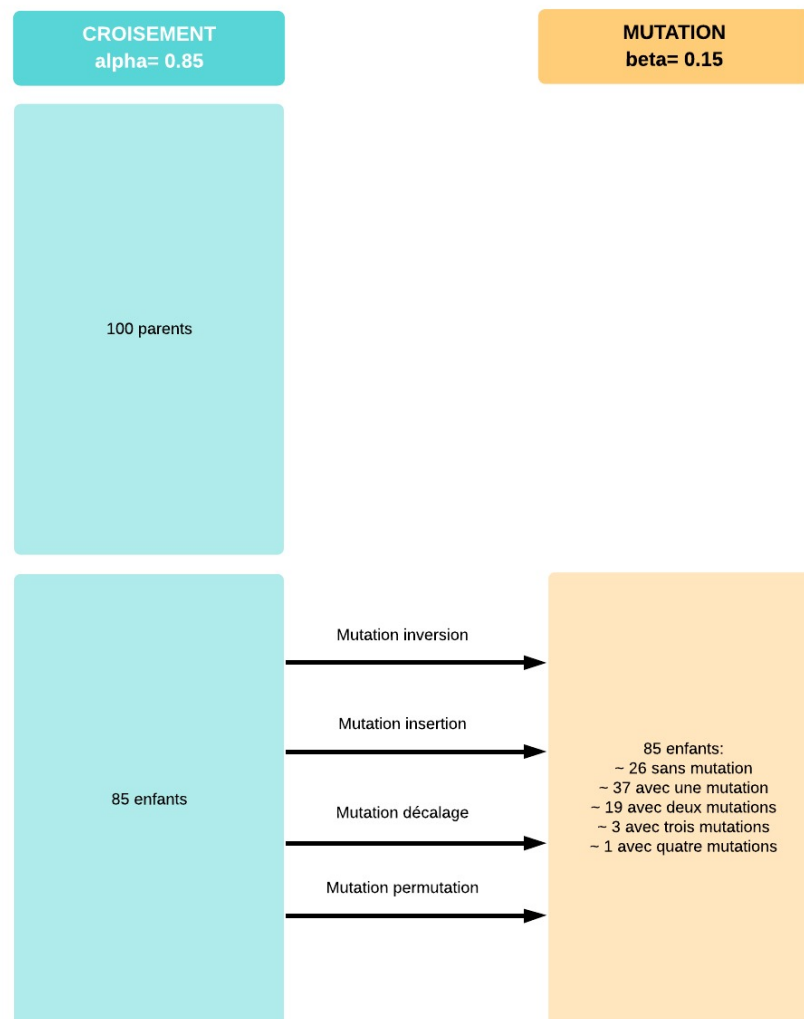 CROISEMENT
alpha= 0.85
MUTATION
beta= 0.15
100 parents
85 enfants
Mutation inversion
Mutation insertion
Mutation décalage
Mutation permutation
85 enfants:
~ 26 sans mutation
~ 37 avec une mutation
~ 19 avec deux mutations
~ 3 avec trois mutations
~ 1 avec quatre mutations